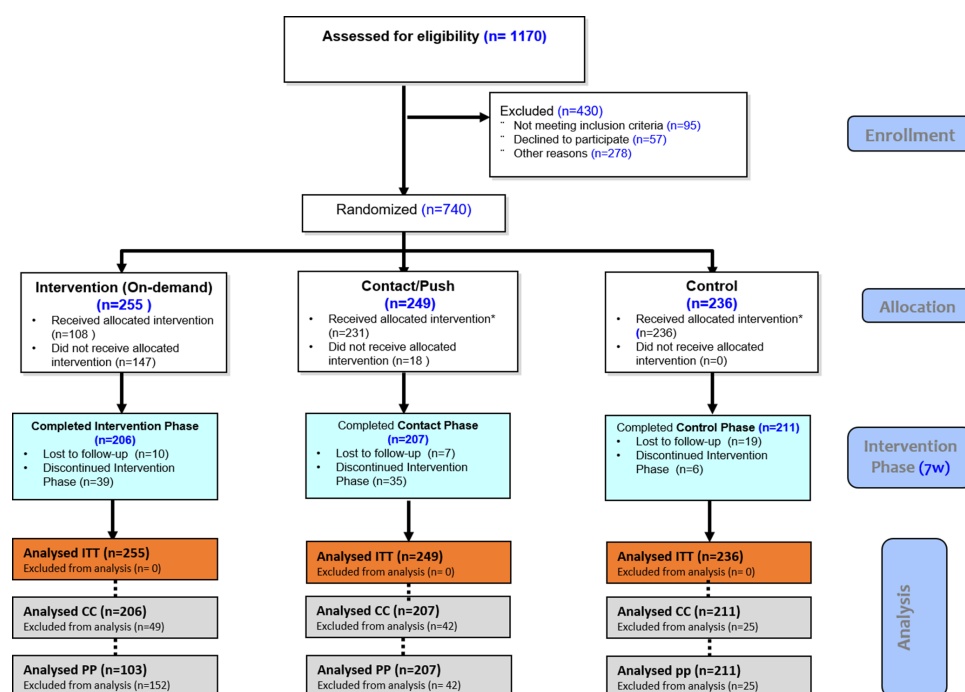 Assessed for eligibility (n= 1170)
Excluded (n=430)
¨ Not meeting inclusion criteria (n=95)
¨ Declined to participate (n=57)
¨ Other reasons (n=278)
Enrollment
Randomized (n=740)
Intervention (On-demand)
(n=255 )
• Received allocated intervention
(n=108 )
• Did not receive allocated
intervention (n=147)
Contact/Push
(n=249)
• Received allocated intervention*
(n=231)
• Did not receive allocated
intervention (n=18 )
Control
(n=236)
• Received allocated intervention*
(n=236)
• Did not receive allocated
intervention (n=0)
Allocation
Completed Intervention Phase
(n=206)
• Lost to follow-up (n=10)
• Discontinued Intervention
Phase (n=39)
Completed Contact Phase
(n=207)
• Lost to follow-up (n=7)
• Discontinued Intervention
Phase (n=35)
Completed Control Phase (n=211)
• Lost to follow-up (n=19)
• Discontinued Intervention
Phase (n=6)
Intervention
Phase (7w)
Analysed ITT (n=255)
Excluded from analysis (n= 0)
Analysed ITT (n=249)
Excluded from analysis (n= 0)
Analysed ITT (n=236)
Excluded from analysis (n= 0)
Analysed CC (n=206)
Excluded from analysis (n=49)
Analysed CC (n=207)
Excluded from analysis (n=42)
Analysed CC (n=211)
Excluded from analysis (n=25)
Analysed PP (n=103)
Excluded from analysis (n=152)
Analysed PP (n=207)
Excluded from analysis (n= 42)
Analysed pp (n=211)
Excluded from analysis (n=25)
Analysis